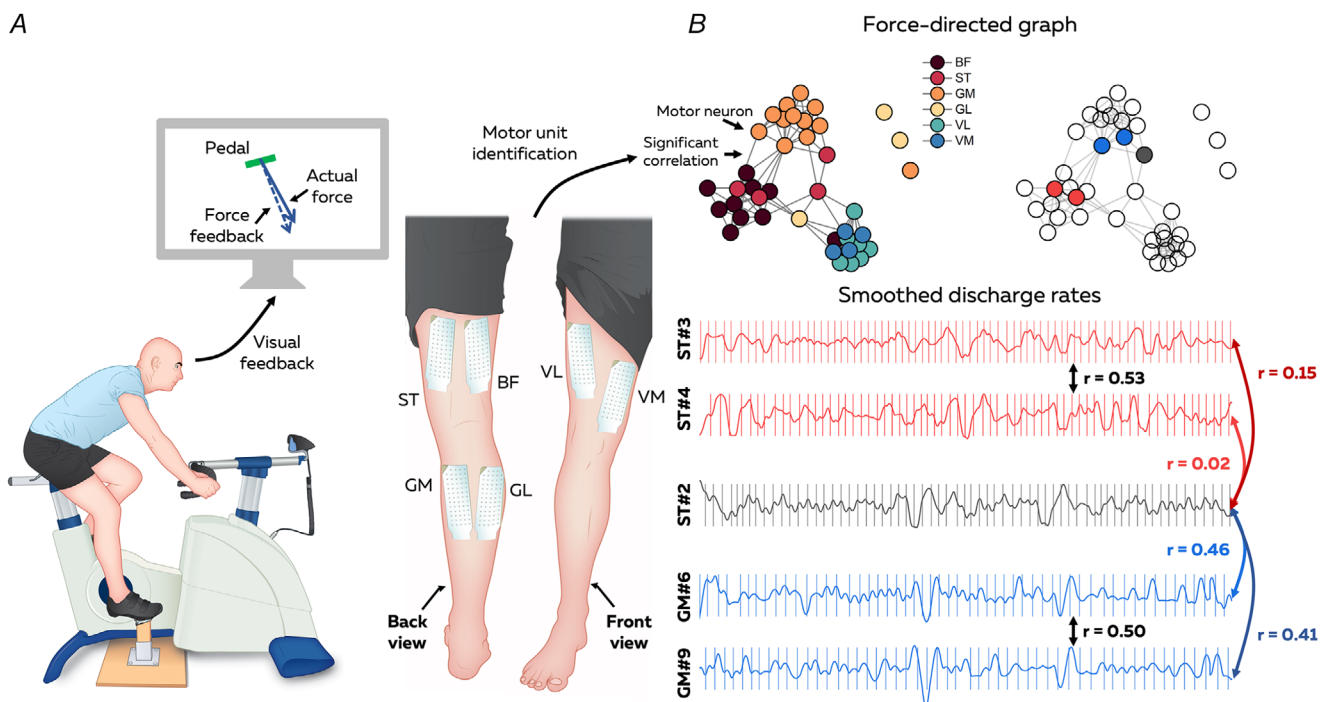 A
Pedal
Actual
force
Force
feedback
Visual
feedback
Motor unit
identification
ST
BF
VL
VM
GM
GL
Back
view
Front
view
B
Force-directed graph
BF
ST
GM
GL
VL
VM
Motor neuron
Significant
correlation
Smoothed discharge rates
ST#3
r = 0.53
r = 0.15
ST#4
r = 0.02
ST#2
r = 0.46
GM#6
r = 0.50
r = 0.41
GM#9